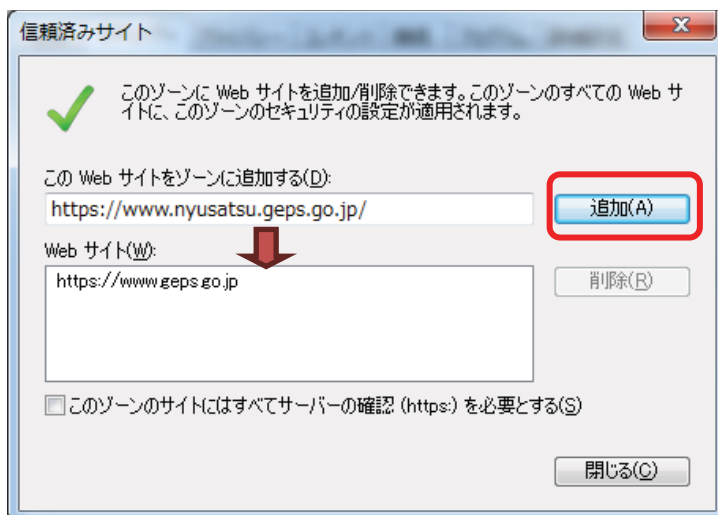 信頼済みサイト
このゾーンに Web サイトを追加/削除できます。このゾーンのすべての Web サ
イトに、このゾーンのセキュリティの設定が適用されます。
この Web サイトをゾーンに追加する(D):
https://www.nyusatsu.geps.go.jp/
追加(A)
Web サイト(W):
https://www.geps.go.jp
削除(R)
このゾーンのサイトにはすべてサーバーの確認 (https:) を必要とする(S)
閉じる(C)